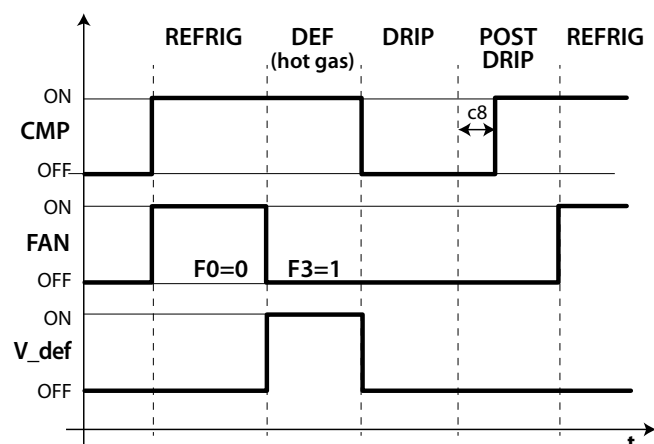 REFRIG DEF DRIP POST REFRIG
(hot gas) DRIP
ON
c8
CMP
OFF
ON
FAN
F0=0 F3=1
OFF
ON
V_def
OFF
t